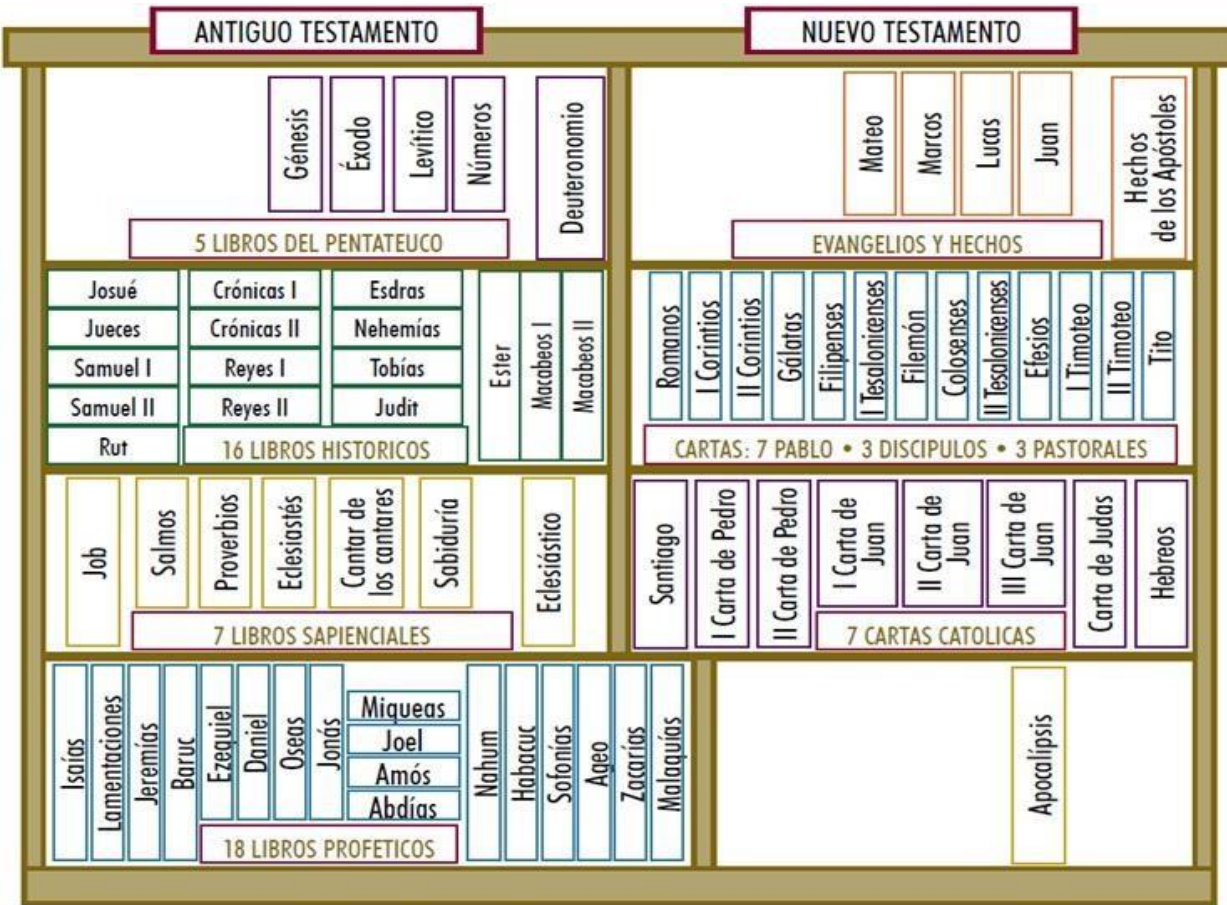 ANTIGUO TESTAMENTO
Génesis
Éxodo
Levítico
Números
Deuteronomio
5 LIBROS DEL PENTATEUCO
Josué
Jueces
Samuel I
Samuel II
Rut
Crónicas I
Crónicas II
Reyes I
Reyes II
Esdras
Nehemías
Tobías
Judit
Ester
Macabeos I
Macabeos II
16 LIBROS HISTORICOS
Job
Salmos
Proverbios
Eclesiastés
Cantar de
los cantares
Sabiduría
Eclesiástico
7 LIBROS SAPIENCIALES
Isaías
Lamentaciones
Jeremías
Baruc
Ezequiel
Daniel
Oseas
Jonás
Miqueas
Joel
Amós
Abdías
Nahum
Habacuc
Sofonías
Ageo
Zacarías
Malaquías
18 LIBROS PROFETICOS
NUEVO TESTAMENTO
Mateo
Marcos
Lucas
Juan
Hechos
de los Apóstoles
EVANGELIOS Y HECHOS
Romanos
I Corintios
II Corintios
Gálatas
Filipenses
I Tesalonicenses
Filemón
Colosenses
II Tesalonicenses
Efesios
I Timoteo
II Timoteo
Tito
CARTAS: 7 PABLO • 3 DISCIPULOS • 3 PASTORALES
Santiago
I Carta de Pedro
II Carta de Pedro
I Carta de
Juan
II Carta de
Juan
III Carta de
Juan
Carta de Judas
Hebreos
7 CARTAS CATOLICAS
Apocalípsis